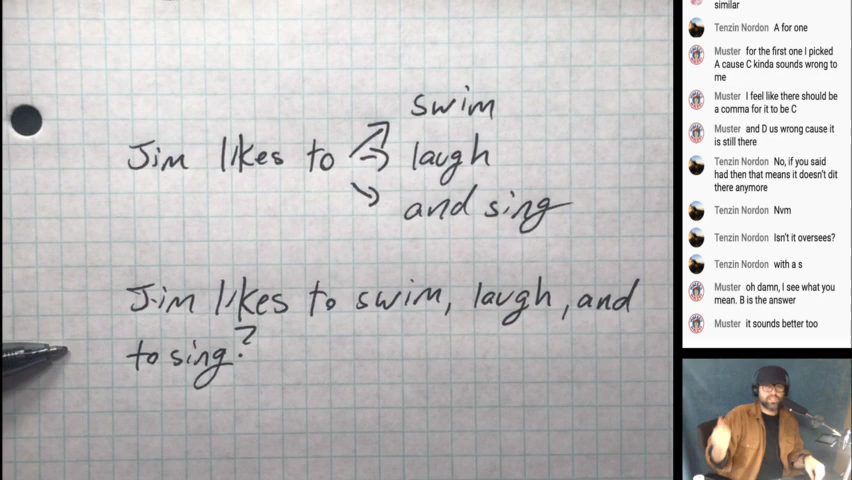 swim
Jim likes to laugh
and sing
Jim likes to swim, laugh, and
to sing?
similar
Tenzin Nordon A for one
Muster for the first one I picked
A cause C kinda sounds wrong to
me
Muster I feel like there should be
a comma for it to be C
Muster and D us wrong cause it
is still there
Tenzin Nordon No, if you said
had then that means it doesn't dit
there anymore
Tenzin Nordon Nvm
Tenzin Nordon Isn't it oversees?
Tenzin Nordon with a s
Muster oh damn, I see what you
mean. B is the answer
Muster it sounds better too